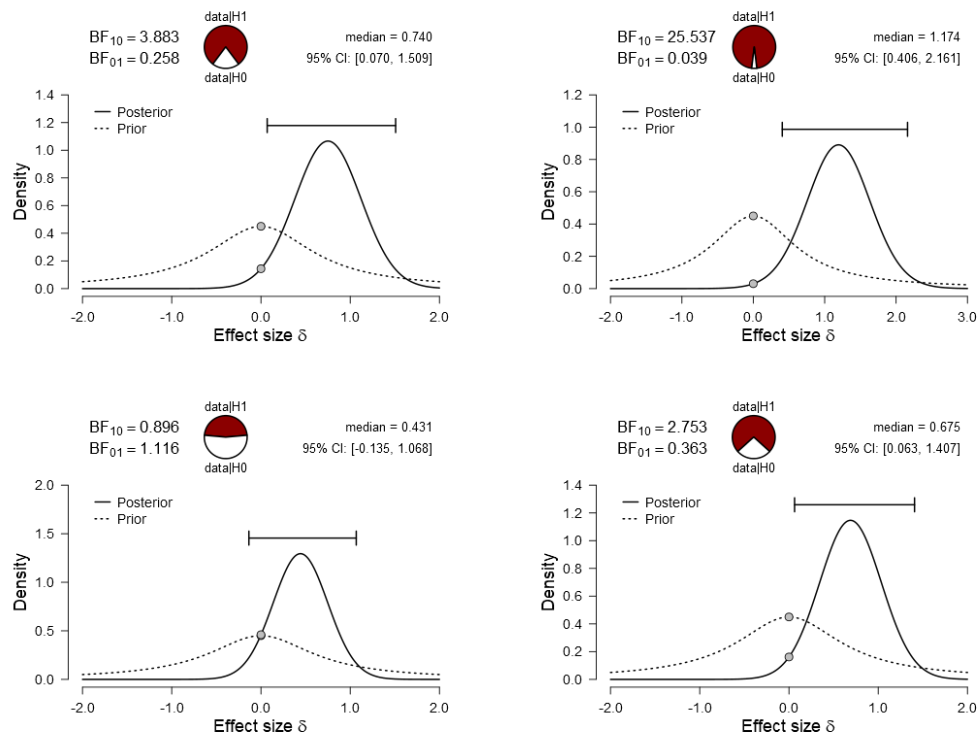 data|H1
BF10 = 3.883
BF01 = 0.258
median = 0.740
95% CI: [0.070, 1.509]
data|H0
Posterior
Prior
Density
1.4
1.2
1.0
0.8
0.6
0.4
0.2
0.0
-2.0 -1.0 0.0 1.0 2.0
Effect size δ
data|H1
BF10 = 25.537
BF01 = 0.039
median = 1.174
95% CI: [0.406, 2.161]
data|H0
Posterior
Prior
Density
1.2
1.0
0.8
0.6
0.4
0.2
0.0
-2.0 -1.0 0.0 1.0 2.0 3.0
Effect size δ
data|H1
BF10 = 0.896
BF01 = 1.116
median = 0.431
95% CI: [-0.135, 1.068]
data|H0
Posterior
Prior
Density
2.0
1.5
1.0
0.5
0.0
-2.0 -1.0 0.0 1.0 2.0
Effect size δ
data|H1
BF10 = 2.753
BF01 = 0.363
median = 0.675
95% CI: [0.063, 1.407]
data|H0
Posterior
Prior
Density
1.4
1.2
1.0
0.8
0.6
0.4
0.2
0.0
-2.0 -1.0 0.0 1.0 2.0
Effect size δ